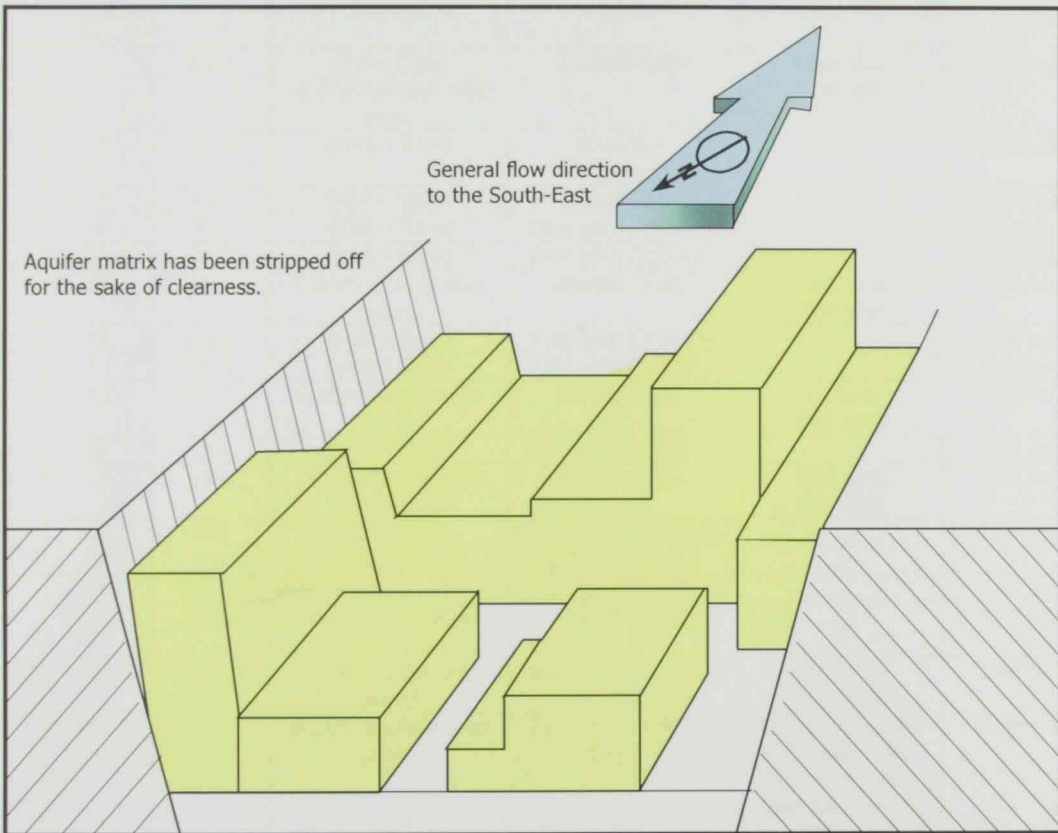 General flow direction
to the South-East
N
Aquifer matrix has been stripped off
for the sake of clearness.